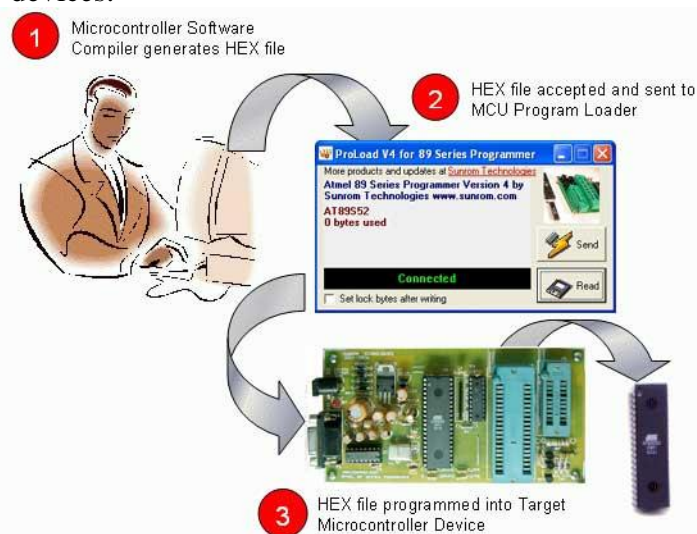 devices.
1
Microcontroller Software
Compiler generates HEX file
2
HEX file accepted and sent to
MCU Program Loader
ProLoad V4 for 89 Series Programmer
More products and updates at Sunrom Technologies
Atmel 89 Series Programmer Version 4 by
Sunrom Technologies www.sunrom.com
AT89S52
0 bytes used
Send
Connected
Read
Set lock bytes after writing
3
HEX file programmed into Target
Microcontroller Device